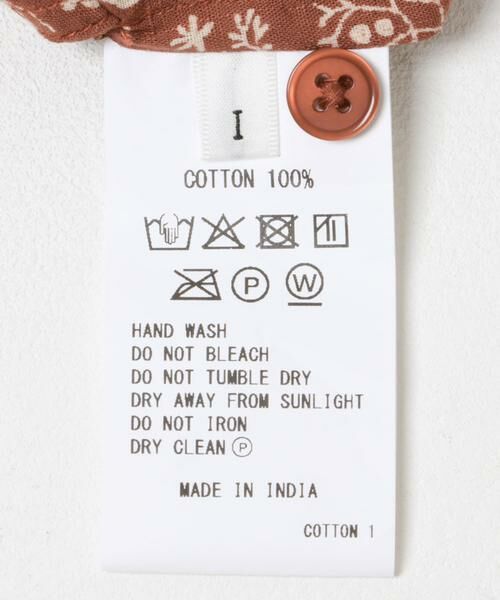 I
COTTON 100%
P W
HAND WASH
DO NOT BLEACH
DO NOT TUMBLE DRY
DRY AWAY FROM SUNLIGHT
DO NOT IRON
DRY CLEAN Ⓟ
MADE IN INDIA
COTTON 1